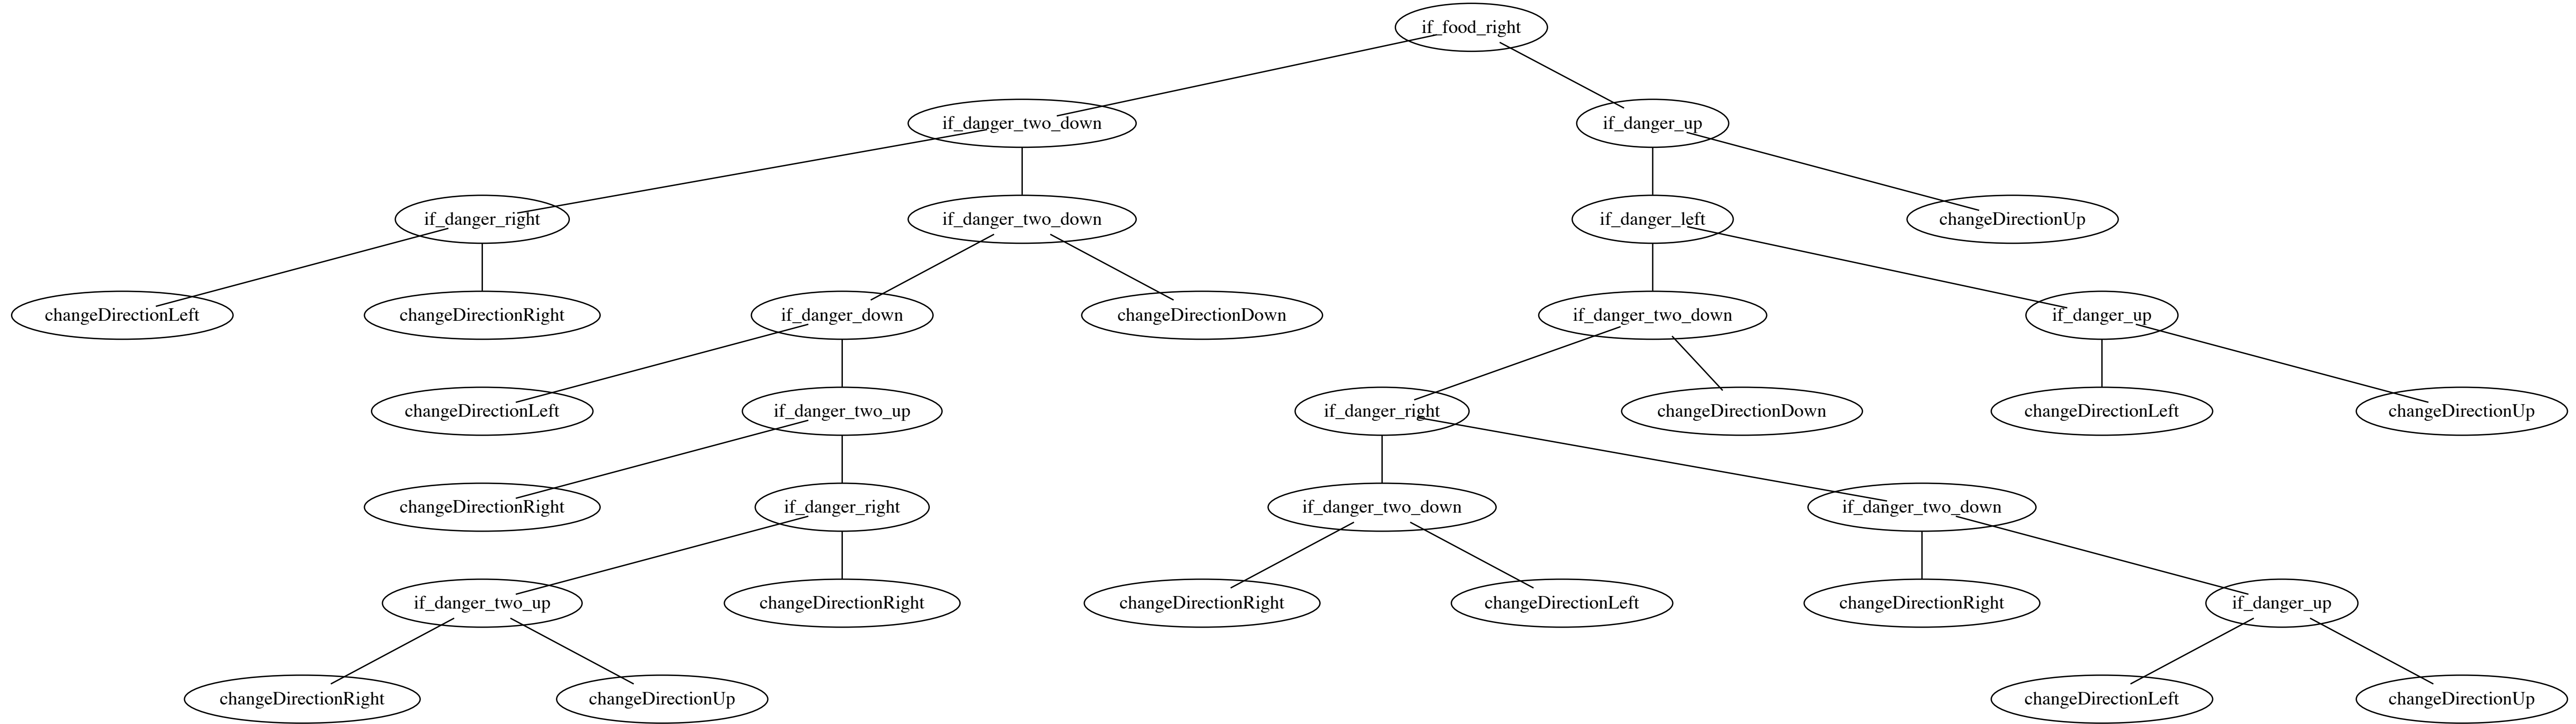 if_food_right
if_danger_two_down
if_danger_up
if_danger_right
if_danger_two_down
if_danger_left
changeDirectionUp
changeDirectionLeft
changeDirectionRight
if_danger_down
changeDirectionDown
if_danger_two_down
if_danger_up
changeDirectionLeft
if_danger_two_up
if_danger_right
changeDirectionDown
changeDirectionLeft
changeDirectionUp
changeDirectionRight
if_danger_right
if_danger_two_down
if_danger_two_down
if_danger_two_up
changeDirectionRight
changeDirectionRight
changeDirectionLeft
changeDirectionRight
if_danger_up
changeDirectionRight
changeDirectionUp
changeDirectionLeft
changeDirectionUp